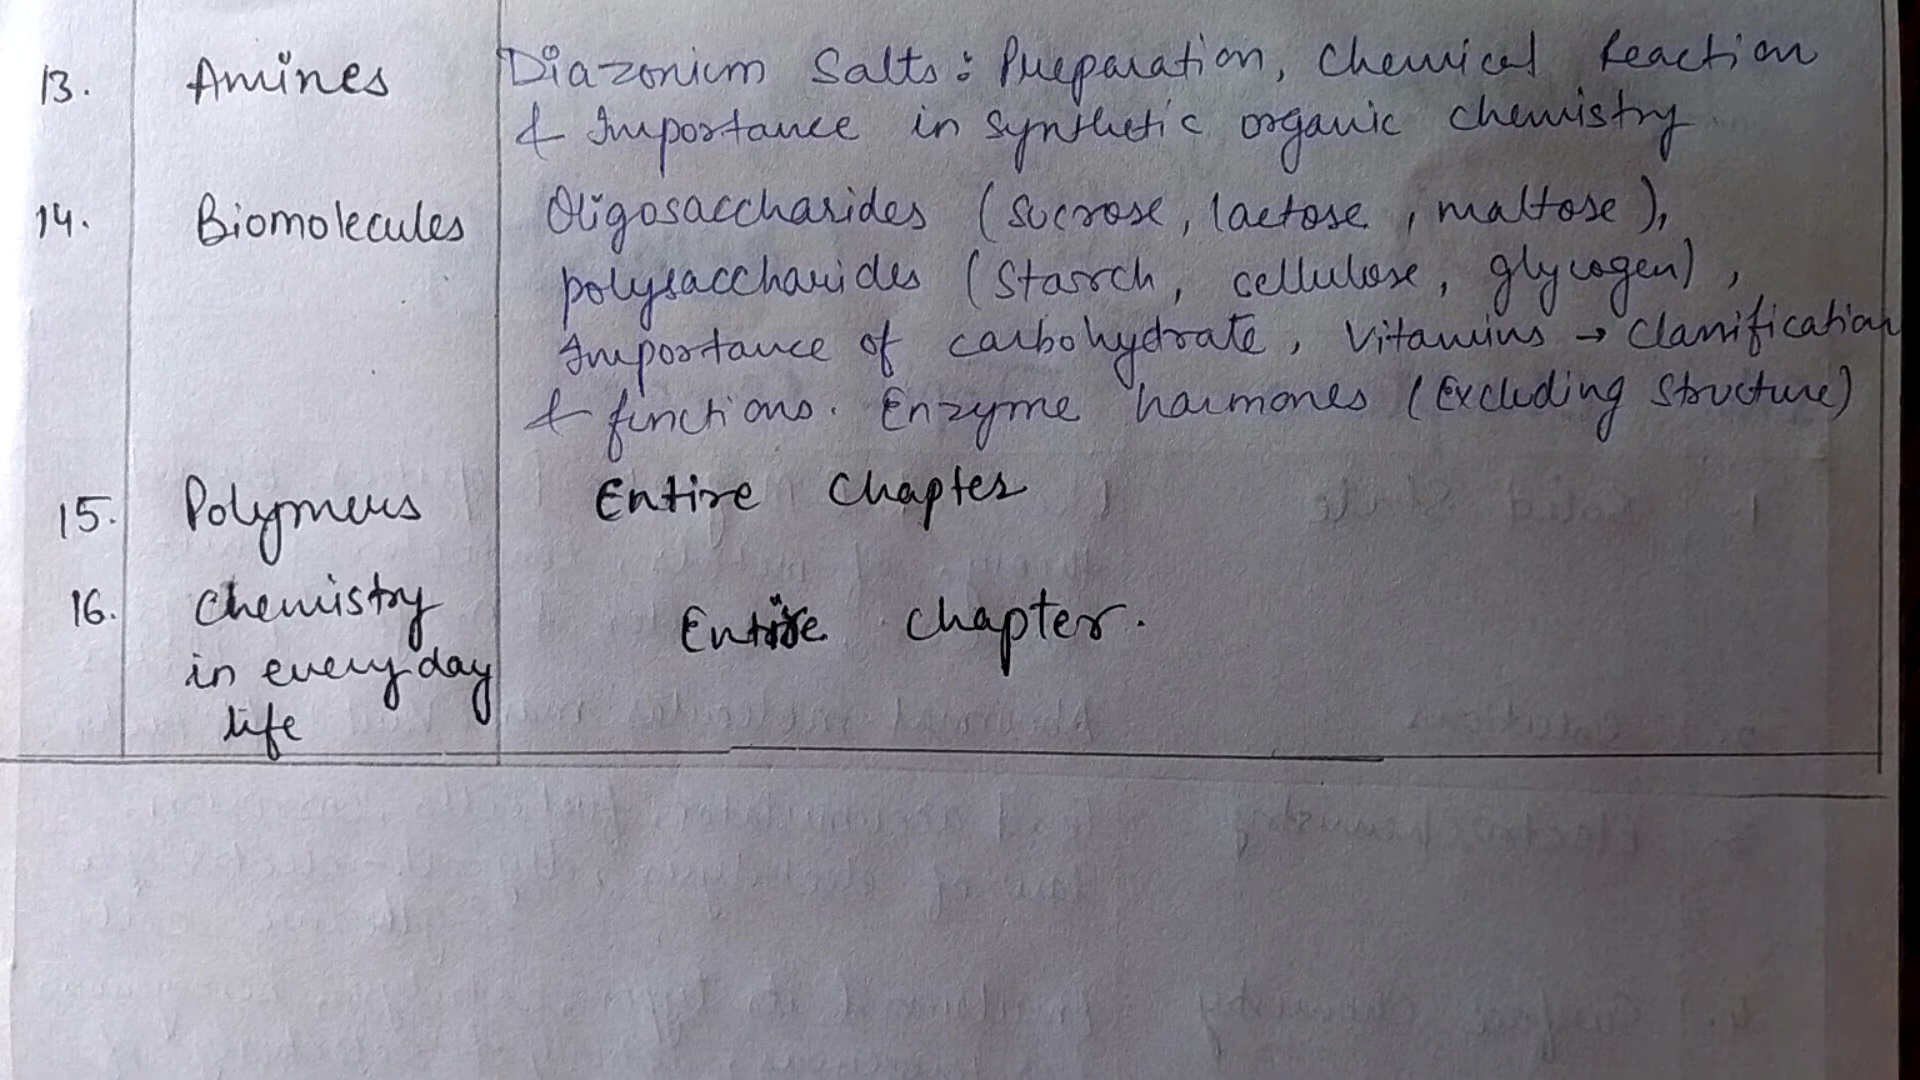 13. Amines Diazonium Salts: Preparation, Chemical Reaction
& Importance in synthetic organic chemistry
14. Biomolecules Oligosaccharides (sucrose, lactose, maltose),
polysaccharides (Starch, cellulose, glycogen),
Importance of carbohydrate, Vitamins → Classification
& functions. Enzyme harmones (Excluding Structure)
15. Polymers Entire Chapter
16. Chemistry Entire chapter.
in everyday
life